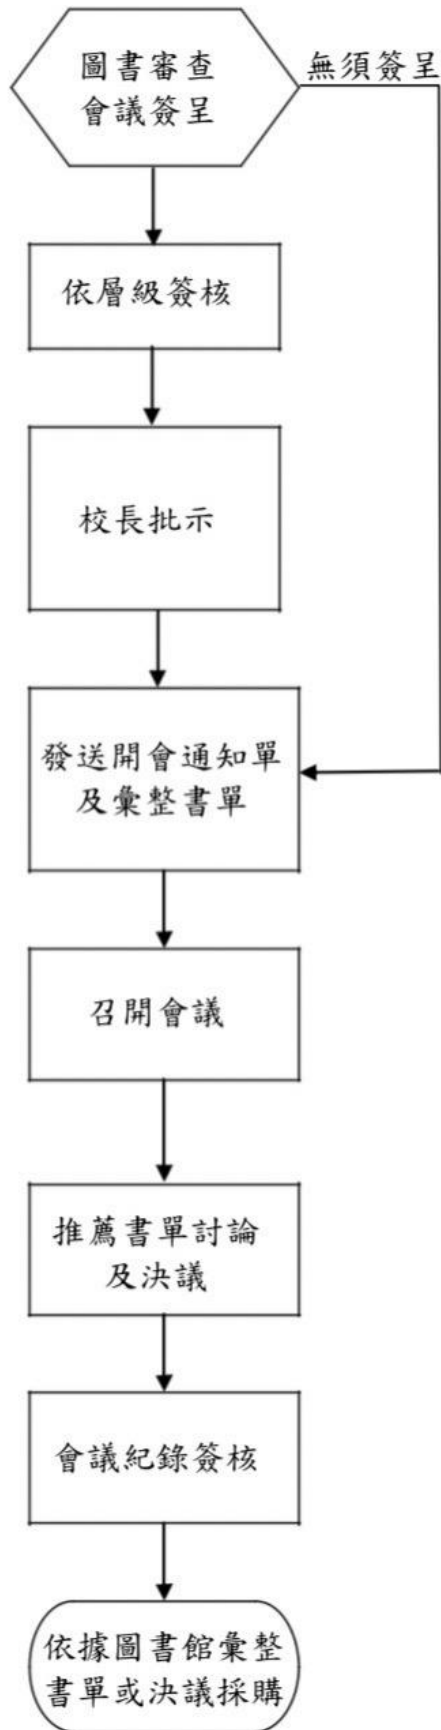 圖書審查
會議簽呈
無須簽呈
依層級簽核
校長批示
發送開會通知單
及彙整書單
召開會議
推薦書單討論
及決議
會議紀錄簽核
依據圖書館彙整
書單或決議採購